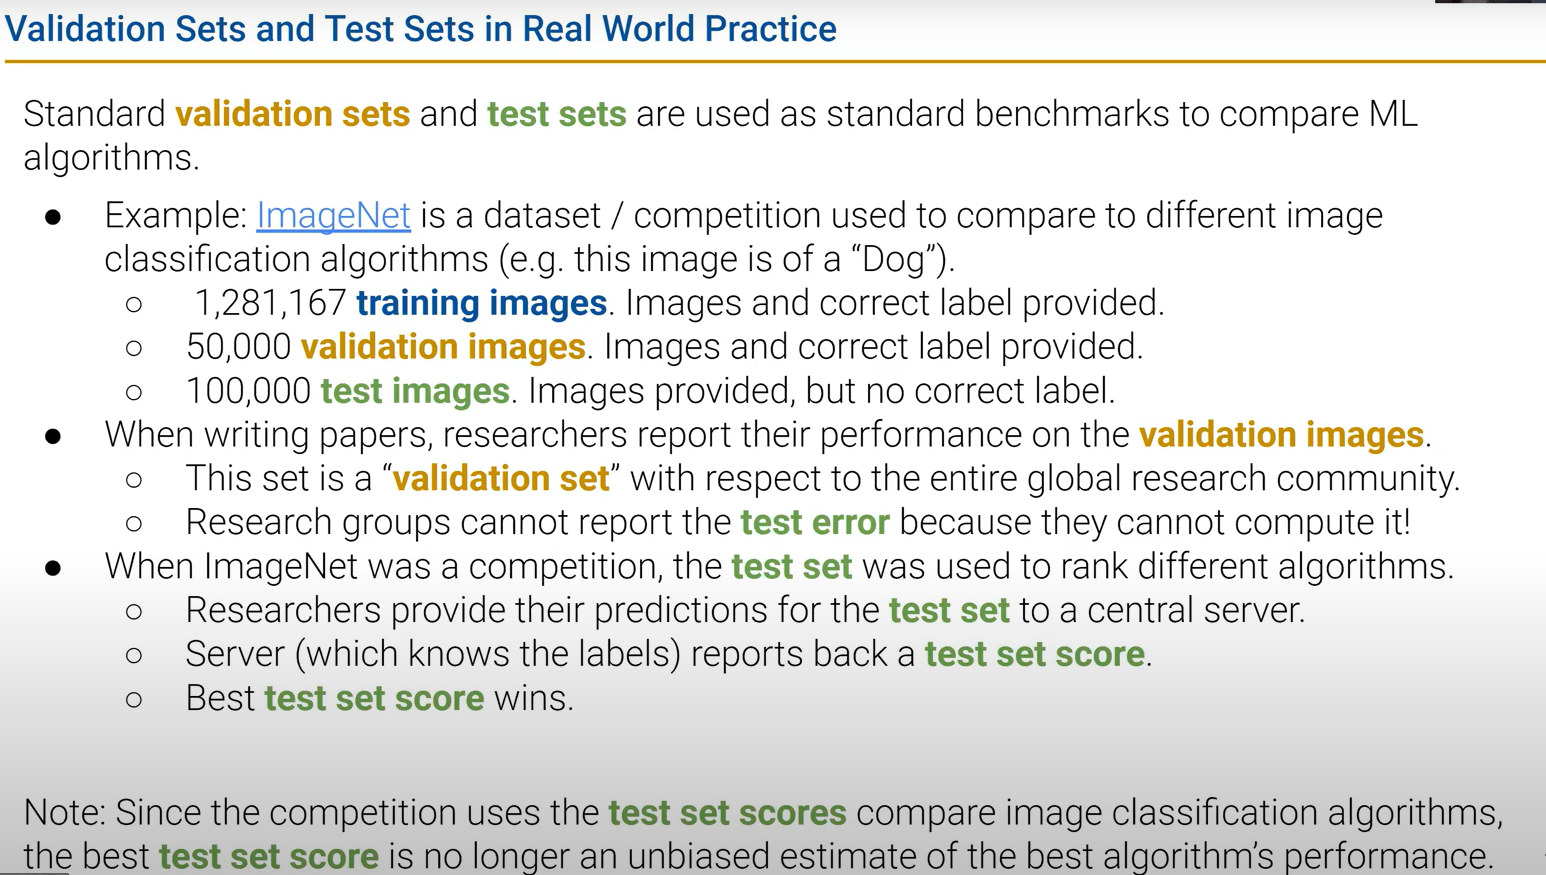 Validation Sets and Test Sets in Real World Practice
Standard validation sets and test sets are used as standard benchmarks to compare ML
algorithms.
● Example: ImageNet is a dataset / competition used to compare to different image
classification algorithms (e.g. this image is of a “Dog”).
○ 1,281,167 training images. Images and correct label provided.
○ 50,000 validation images. Images and correct label provided.
○ 100,000 test images. Images provided, but no correct label.
● When writing papers, researchers report their performance on the validation images.
○ This set is a “validation set” with respect to the entire global research community.
○ Research groups cannot report the test error because they cannot compute it!
● When ImageNet was a competition, the test set was used to rank different algorithms.
○ Researchers provide their predictions for the test set to a central server.
○ Server (which knows the labels) reports back a test set score.
○ Best test set score wins.
Note: Since the competition uses the test set scores compare image classification algorithms,
the best test set score is no longer an unbiased estimate of the best algorithm’s performance.